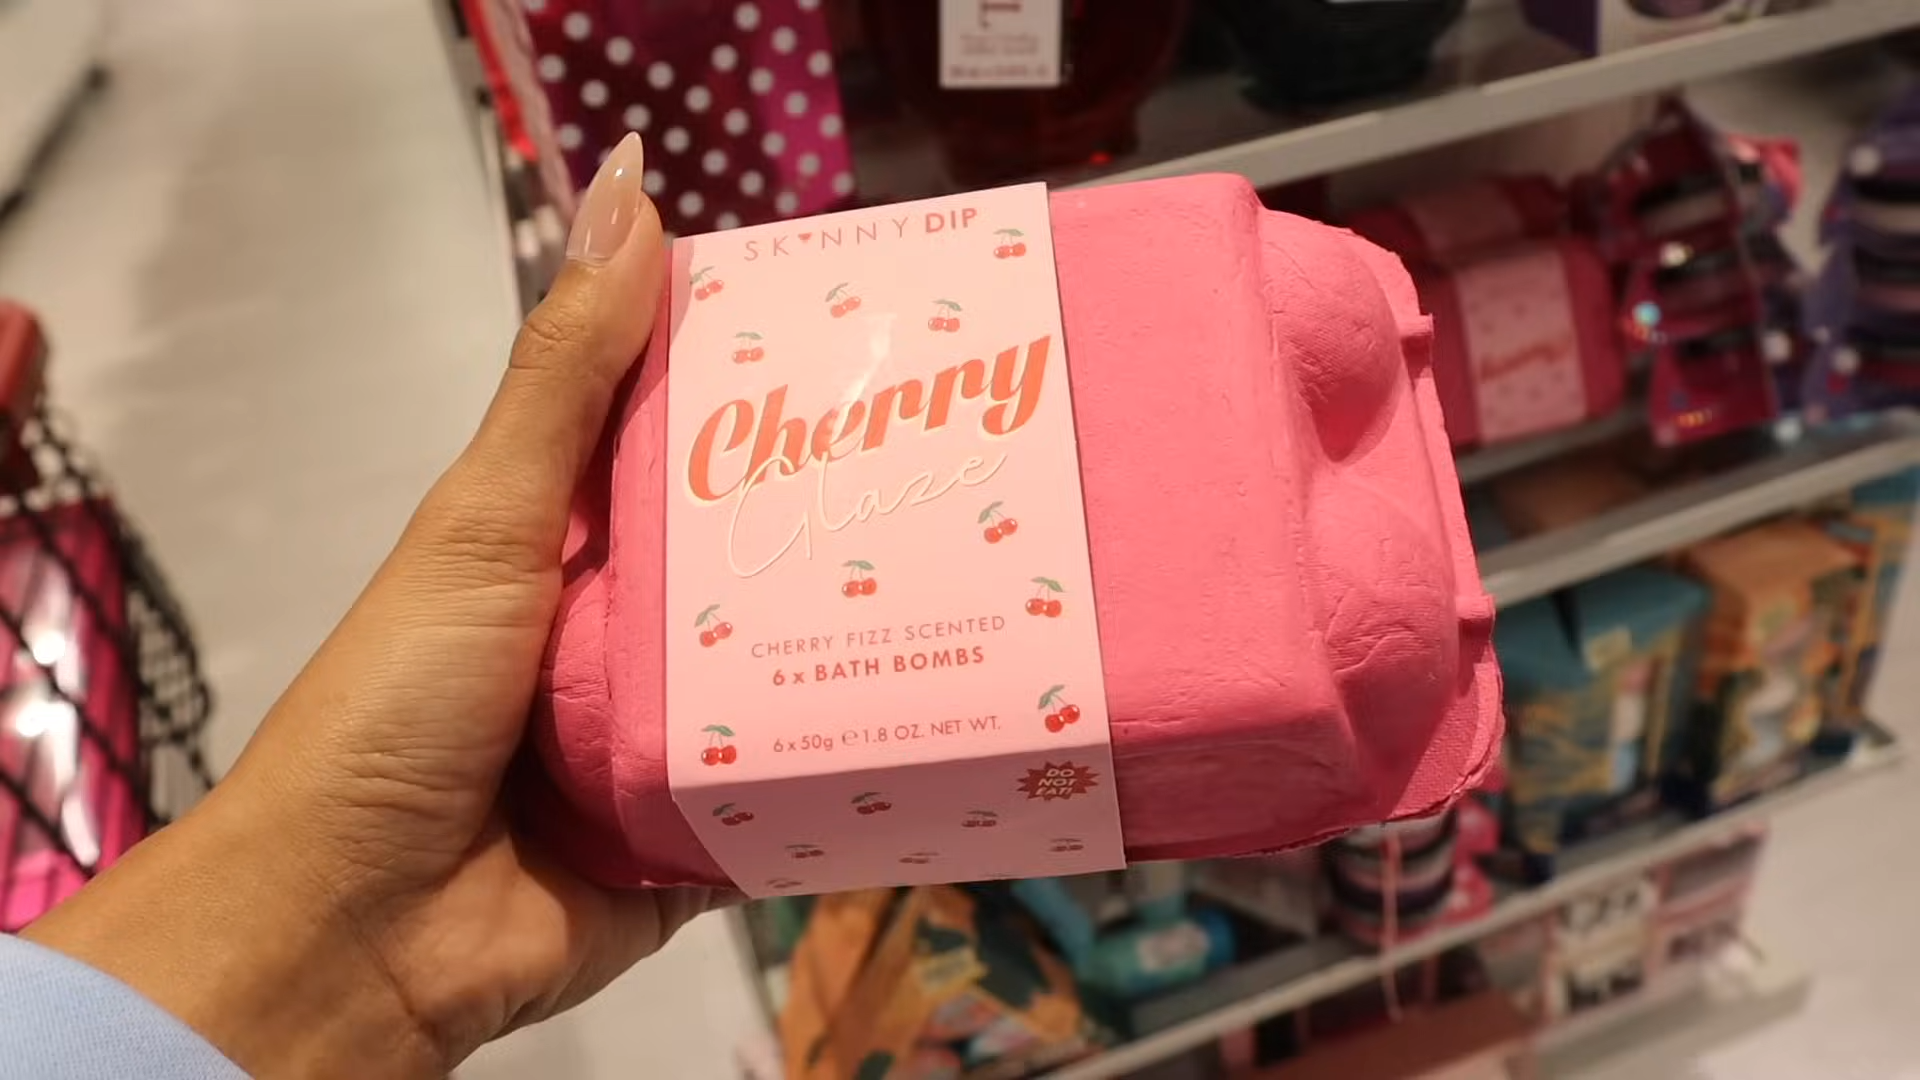 SKINNY DIP
Cherry
Glaze
CHERRY FIZZ SCENTED
6 x BATH BOMBS
6 x 50g ℮ 1.8 OZ. NET WT.
DO
NOT
EAT!